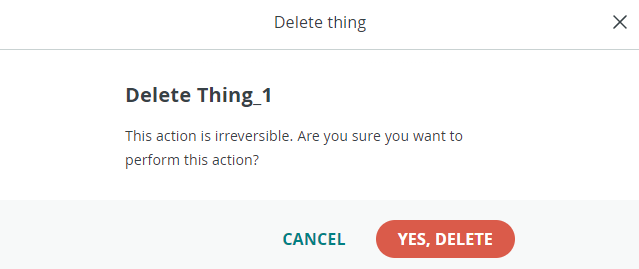 Delete thing
Delete Thing_1
This action is irreversible. Are you sure you want to
perform this action?
CANCEL
YES, DELETE